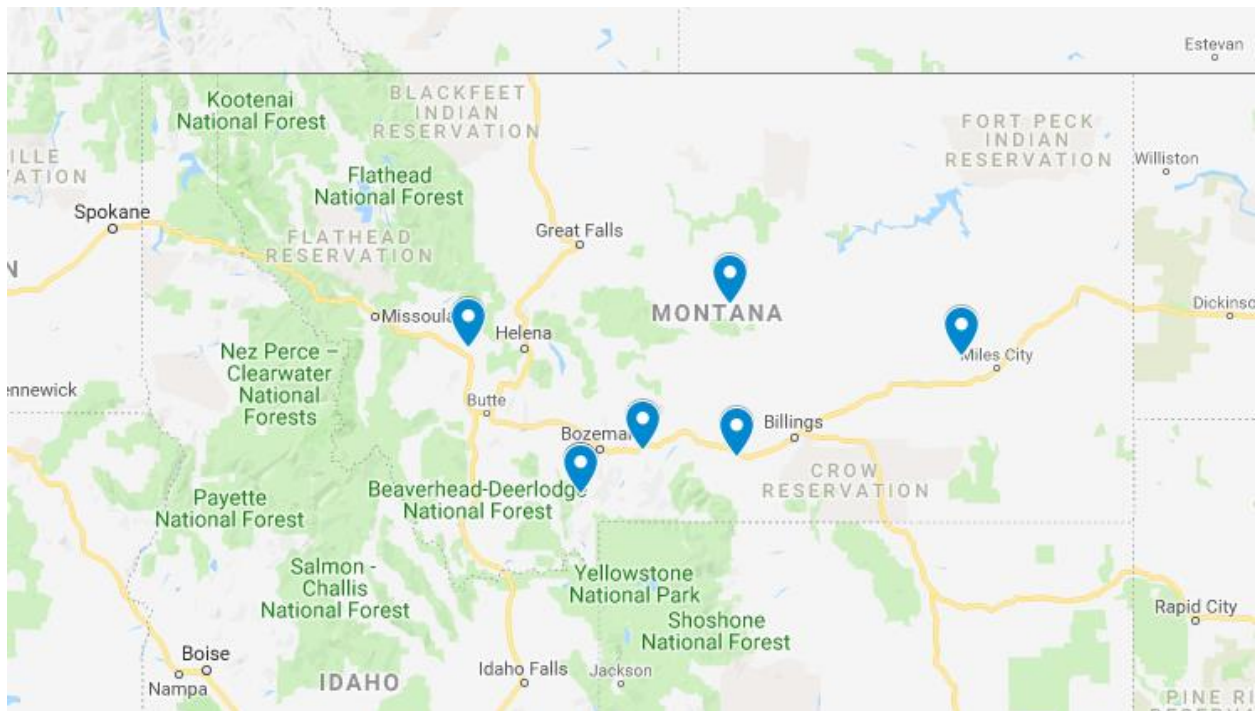 Estevan
Kootenai
National Forest
BLACKFEET
INDIAN
RESERVATION
FORT PECK
INDIAN
RESERVATION
Williston
Flathead
National Forest
Spokane
FLATHEAD
RESERVATION
Great Falls
MONTANA
Dickinso
Missoula
Helena
Miles City
Nez Perce –
Clearwater
National
Forests
ennewick
Butte
Bozeman
Billings
CROW
RESERVATION
Beaverhead-Deerlodge
National Forest
Payette
National Forest
Salmon -
Challis
National Forest
Yellowstone
National Park
Shoshone
National Forest
Rapid City
Boise
Nampa
IDAHO
Idaho Falls
Jackson
PINE RI